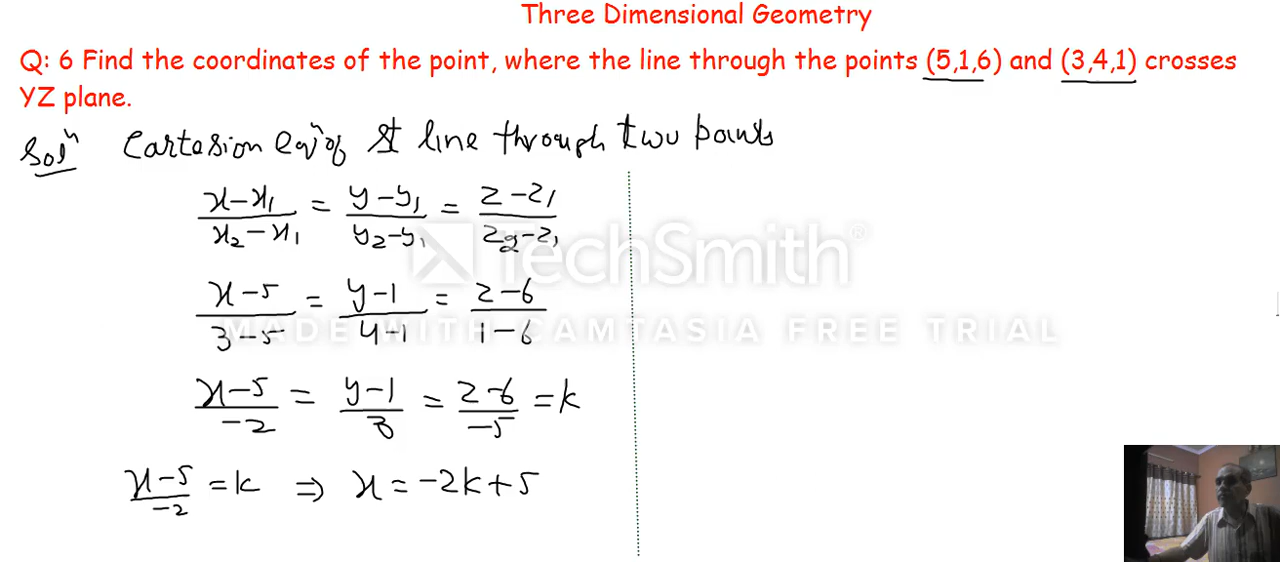 Three Dimensional Geometry
Q: 6 Find the coordinates of the point, where the line through the points (5,1,6) and (3,4,1) crosses
YZ plane.
Solⁿ Cartesion eqⁿ of St line through two points
(x-x₁)/(x₂-x₁) = (y-y₁)/(y₂-y₁) = (z-z₁)/(z₂-z₁)
TechSmith®
(x-5)/(3-5) = (y-1)/(4-1) = (z-6)/(1-6)
MADE WITH CAMTASIA FREE TRIAL
(x-5)/-2 = (y-1)/3 = (z-6)/-5 = k
(x-5)/-2 = k ⇒ x = -2k+5